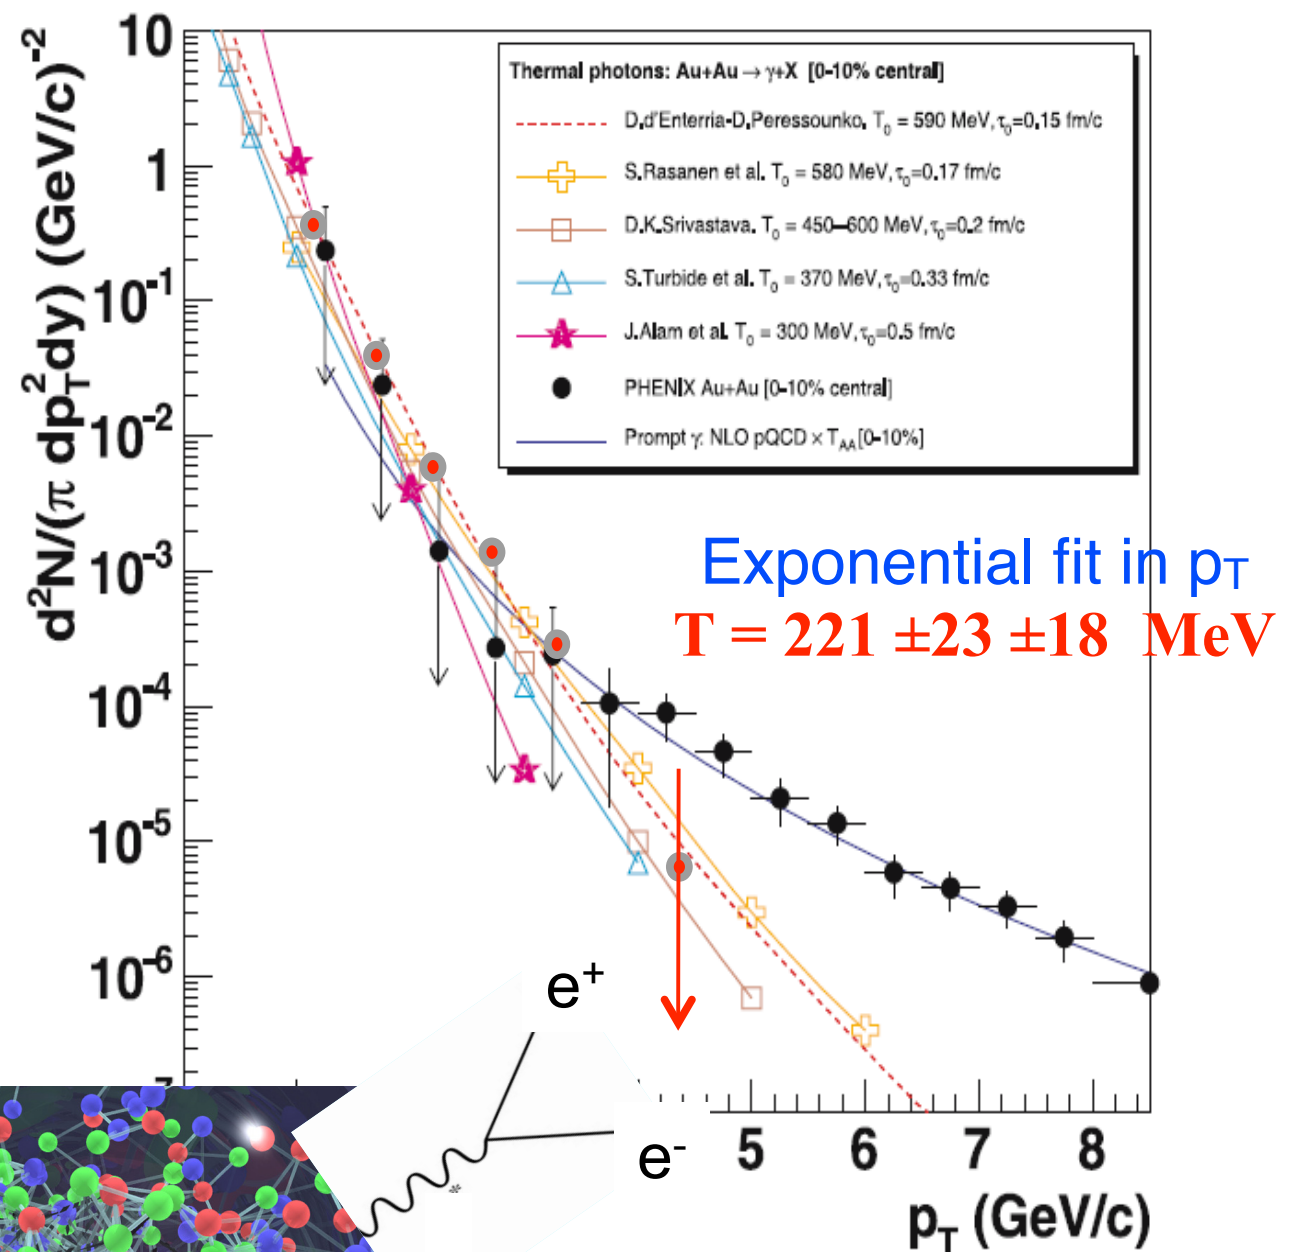 d²N/(π dp_T²dy) (GeV/c)⁻²
10
1
10⁻¹
10⁻²
10⁻³
10⁻⁴
10⁻⁵
10⁻⁶
Thermal photons: Au+Au → γ+X [0-10% central]
D.d'Enterria-D.Peressounko. T₀ = 590 MeV, τ₀=0.15 fm/c
S.Rasanen et al. T₀ = 580 MeV, τ₀=0.17 fm/c
D.K.Srivastava. T₀ = 450–600 MeV, τ₀=0.2 fm/c
S.Turbide et al. T₀ = 370 MeV, τ₀=0.33 fm/c
J.Alam et al. T₀ = 300 MeV, τ₀=0.5 fm/c
PHENIX Au+Au [0-10% central]
Prompt γ: NLO pQCD × T_AA[0-10%]
Exponential fit in p_T
T = 221 ±23 ±18 MeV
e⁺
e⁻
*
5 6 7 8
p_T (GeV/c)